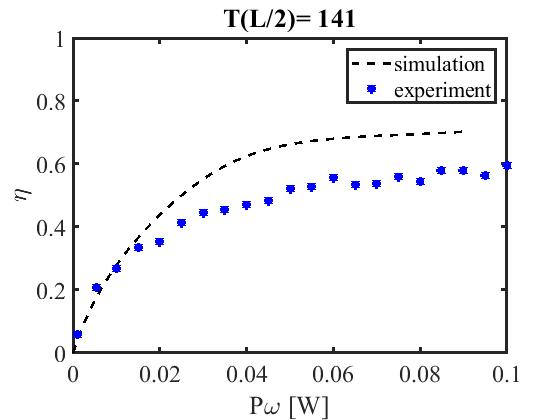 T(L/2)= 141
1
0.8
0.6
0.4
0.2
0
η
simulation
experiment
0 0.02 0.04 0.06 0.08 0.1
Pω [W]